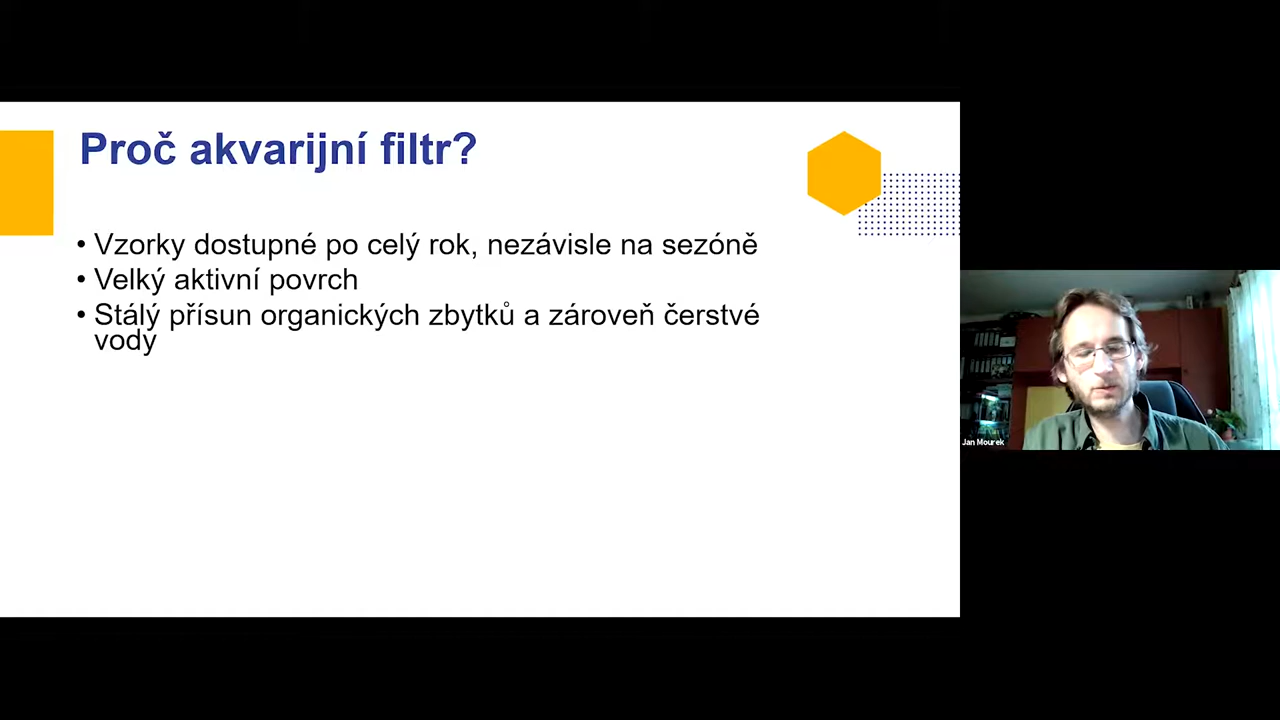 Proč akvarijní filtr?
• Vzorky dostupné po celý rok, nezávisle na sezóně
• Velký aktivní povrch
• Stálý přísun organických zbytků a zároveň čerstvé
vody
Jan Mourek